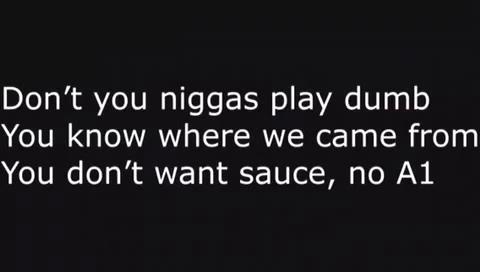 Don't you niggas play dumb
You know where we came from
You don't want sauce, no A1